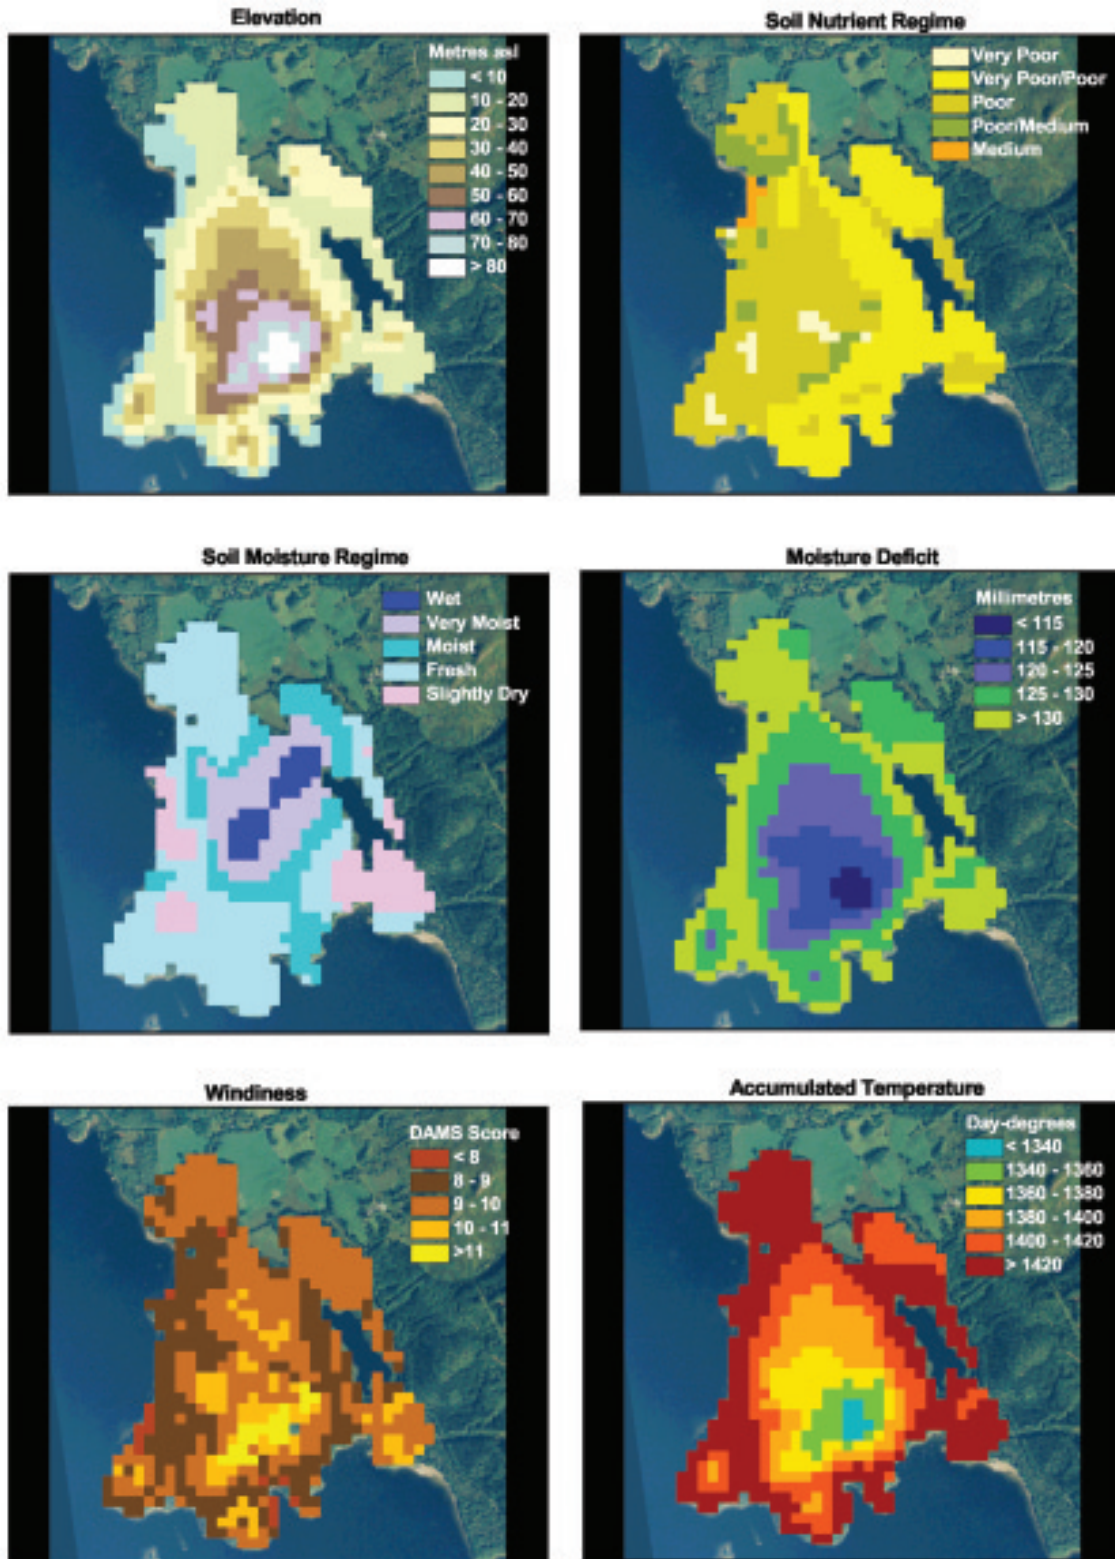 Elevation
Metres asl
< 10
10 - 20
20 - 30
30 - 40
40 - 50
50 - 60
60 - 70
70 - 80
> 80
Soil Nutrient Regime
Very Poor
Very Poor/Poor
Poor
Poor/Medium
Medium
Soil Moisture Regime
Wet
Very Moist
Moist
Fresh
Slightly Dry
Moisture Deficit
Millimetres
< 115
115 - 120
120 - 125
125 - 130
> 130
Windiness
DAMS Score
< 8
8 - 9
9 - 10
10 - 11
>11
Accumulated Temperature
Day-degrees
< 1340
1340 - 1360
1360 - 1380
1380 - 1400
1400 - 1420
> 1420